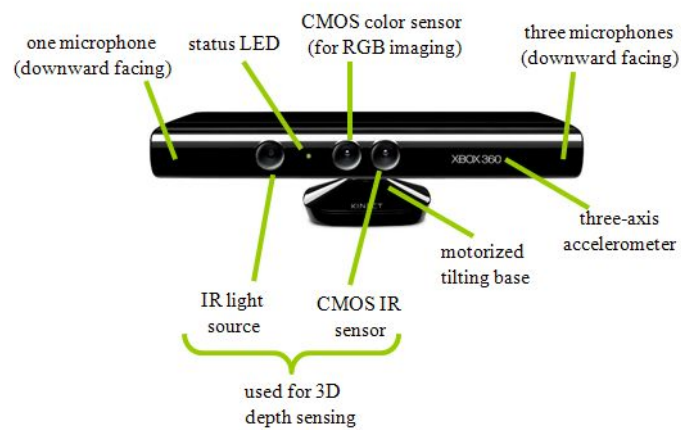 one microphone
(downward facing)
status LED
CMOS color sensor
(for RGB imaging)
three microphones
(downward facing)
XBOX 360
KINECT
three-axis
accelerometer
motorized
tilting base
IR light
source
CMOS IR
sensor
used for 3D
depth sensing